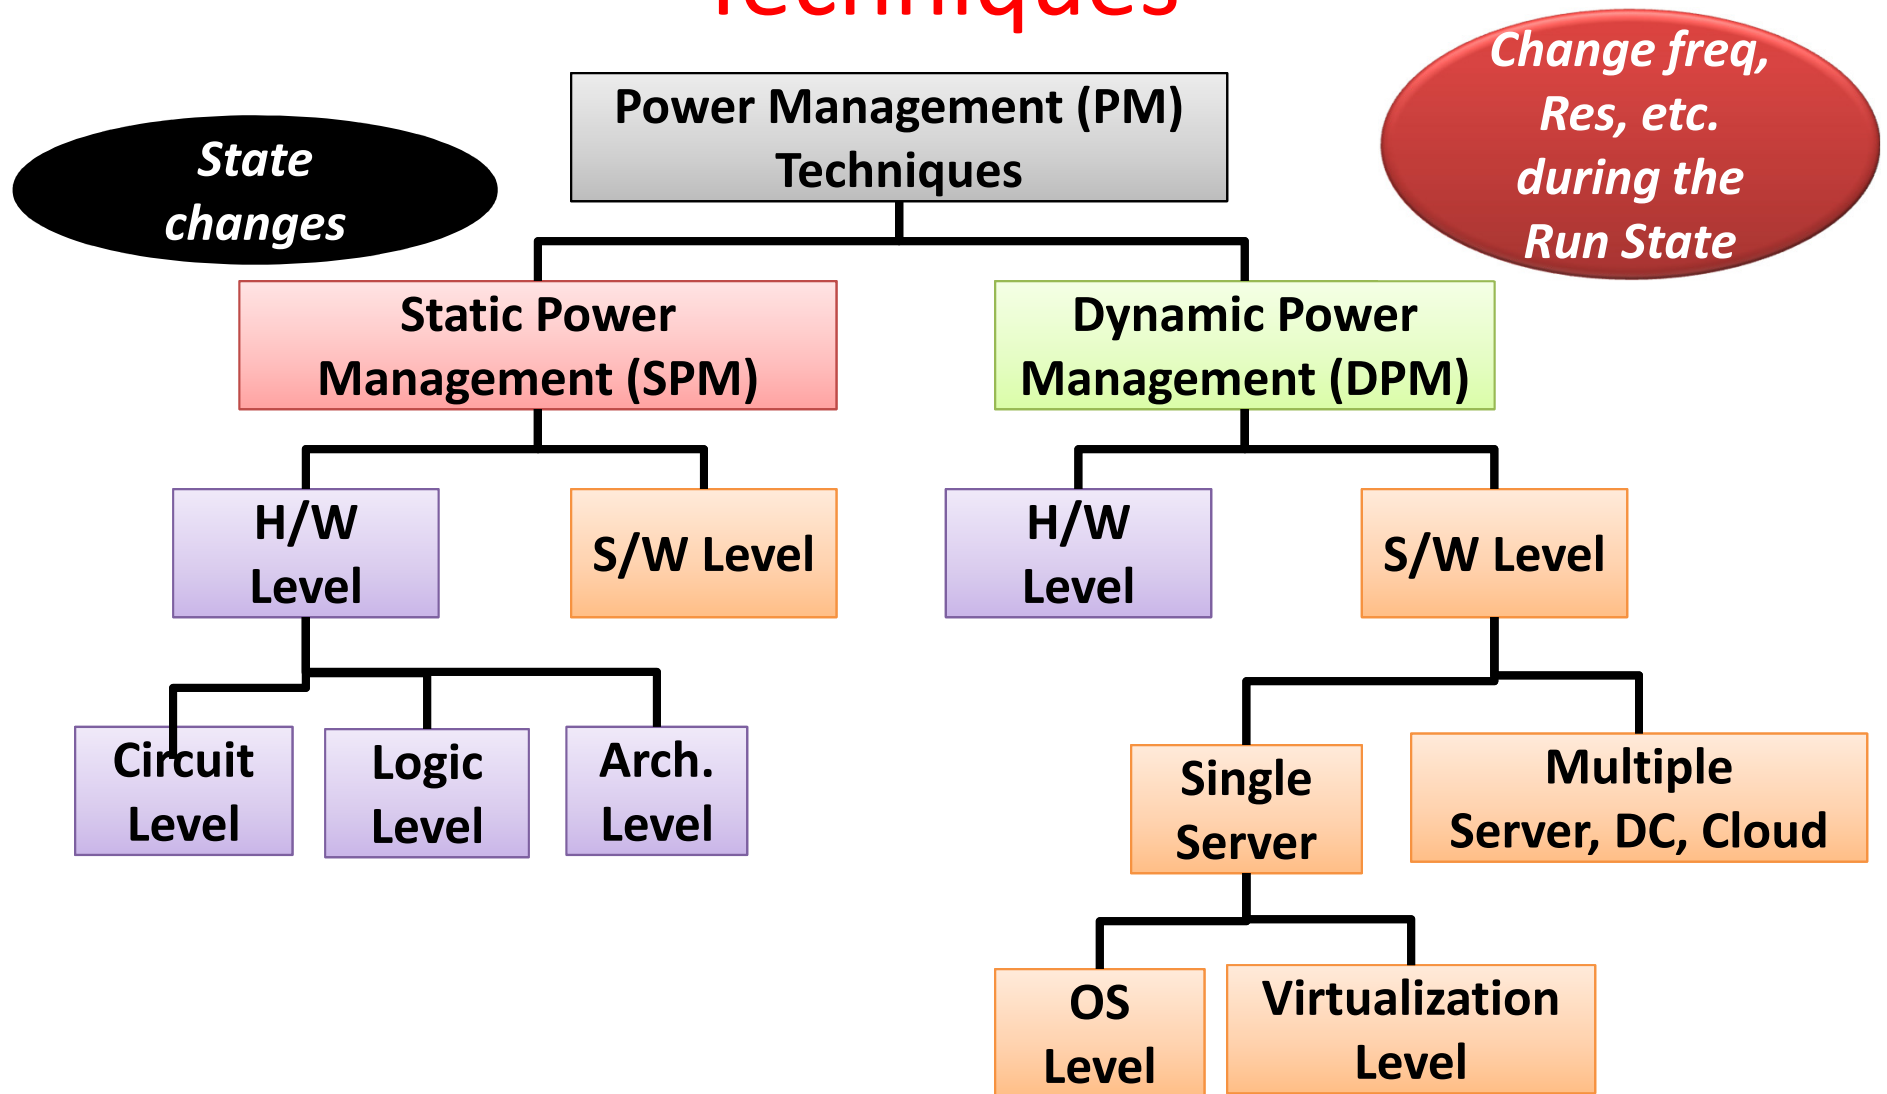 Techniques
Change freq,
Res, etc.
during the
Run State
Power Management (PM)
Techniques
State
changes
Static Power
Management (SPM)
Dynamic Power
Management (DPM)
H/W
Level
S/W Level
H/W
Level
S/W Level
Circuit
Level
Logic
Level
Arch.
Level
Single
Server
Multiple
Server, DC, Cloud
OS
Level
Virtualization
Level